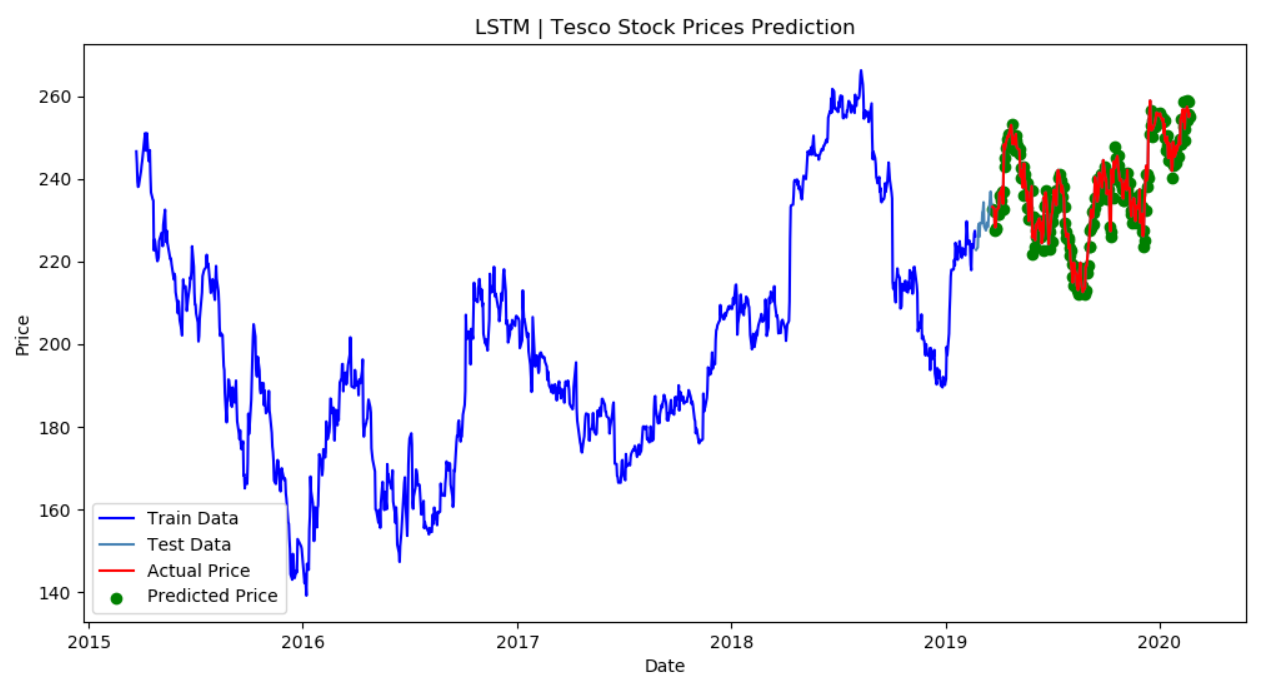 LSTM | Tesco Stock Prices Prediction
260
240
220
200
180
160
140
Price
Train Data
Test Data
Actual Price
Predicted Price
2015
2016
2017
2018
2019
2020
Date